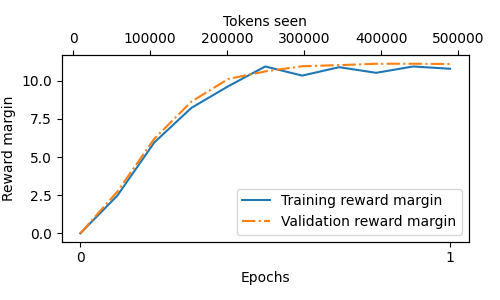 Tokens seen
0 100000 200000 300000 400000 500000
Reward margin
10.0
7.5
5.0
2.5
0.0
Training reward margin
Validation reward margin
0 1
Epochs